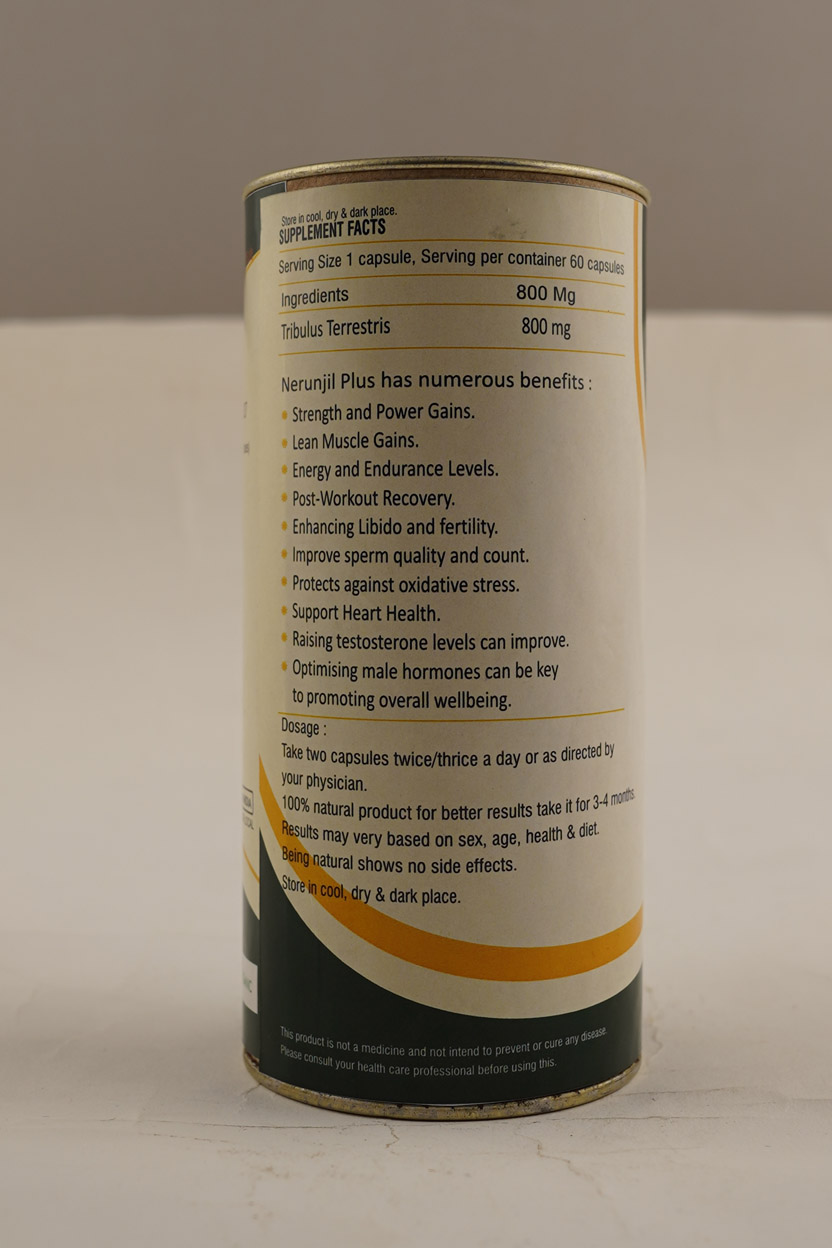 Store in cool, dry & dark place.
SUPPLEMENT FACTS
Serving Size 1 capsule, Serving per container 60 capsules
Ingredients 800 Mg
Tribulus Terrestris 800 mg
Nerunjil Plus has numerous benefits :
• Strength and Power Gains.
• Lean Muscle Gains.
• Energy and Endurance Levels.
• Post-Workout Recovery.
• Enhancing Libido and fertility.
• Improve sperm quality and count.
• Protects against oxidative stress.
• Support Heart Health.
• Raising testosterone levels can improve.
• Optimising male hormones can be key
to promoting overall wellbeing.
Dosage :
Take two capsules twice/thrice a day or as directed by
your physician.
100% natural product for better results take it for 3-4 months.
Results may very based on sex, age, health & diet.
Being natural shows no side effects.
Store in cool, dry & dark place.
This product is not a medicine and not intend to prevent or cure any disease.
Please consult your health care professional before using this.